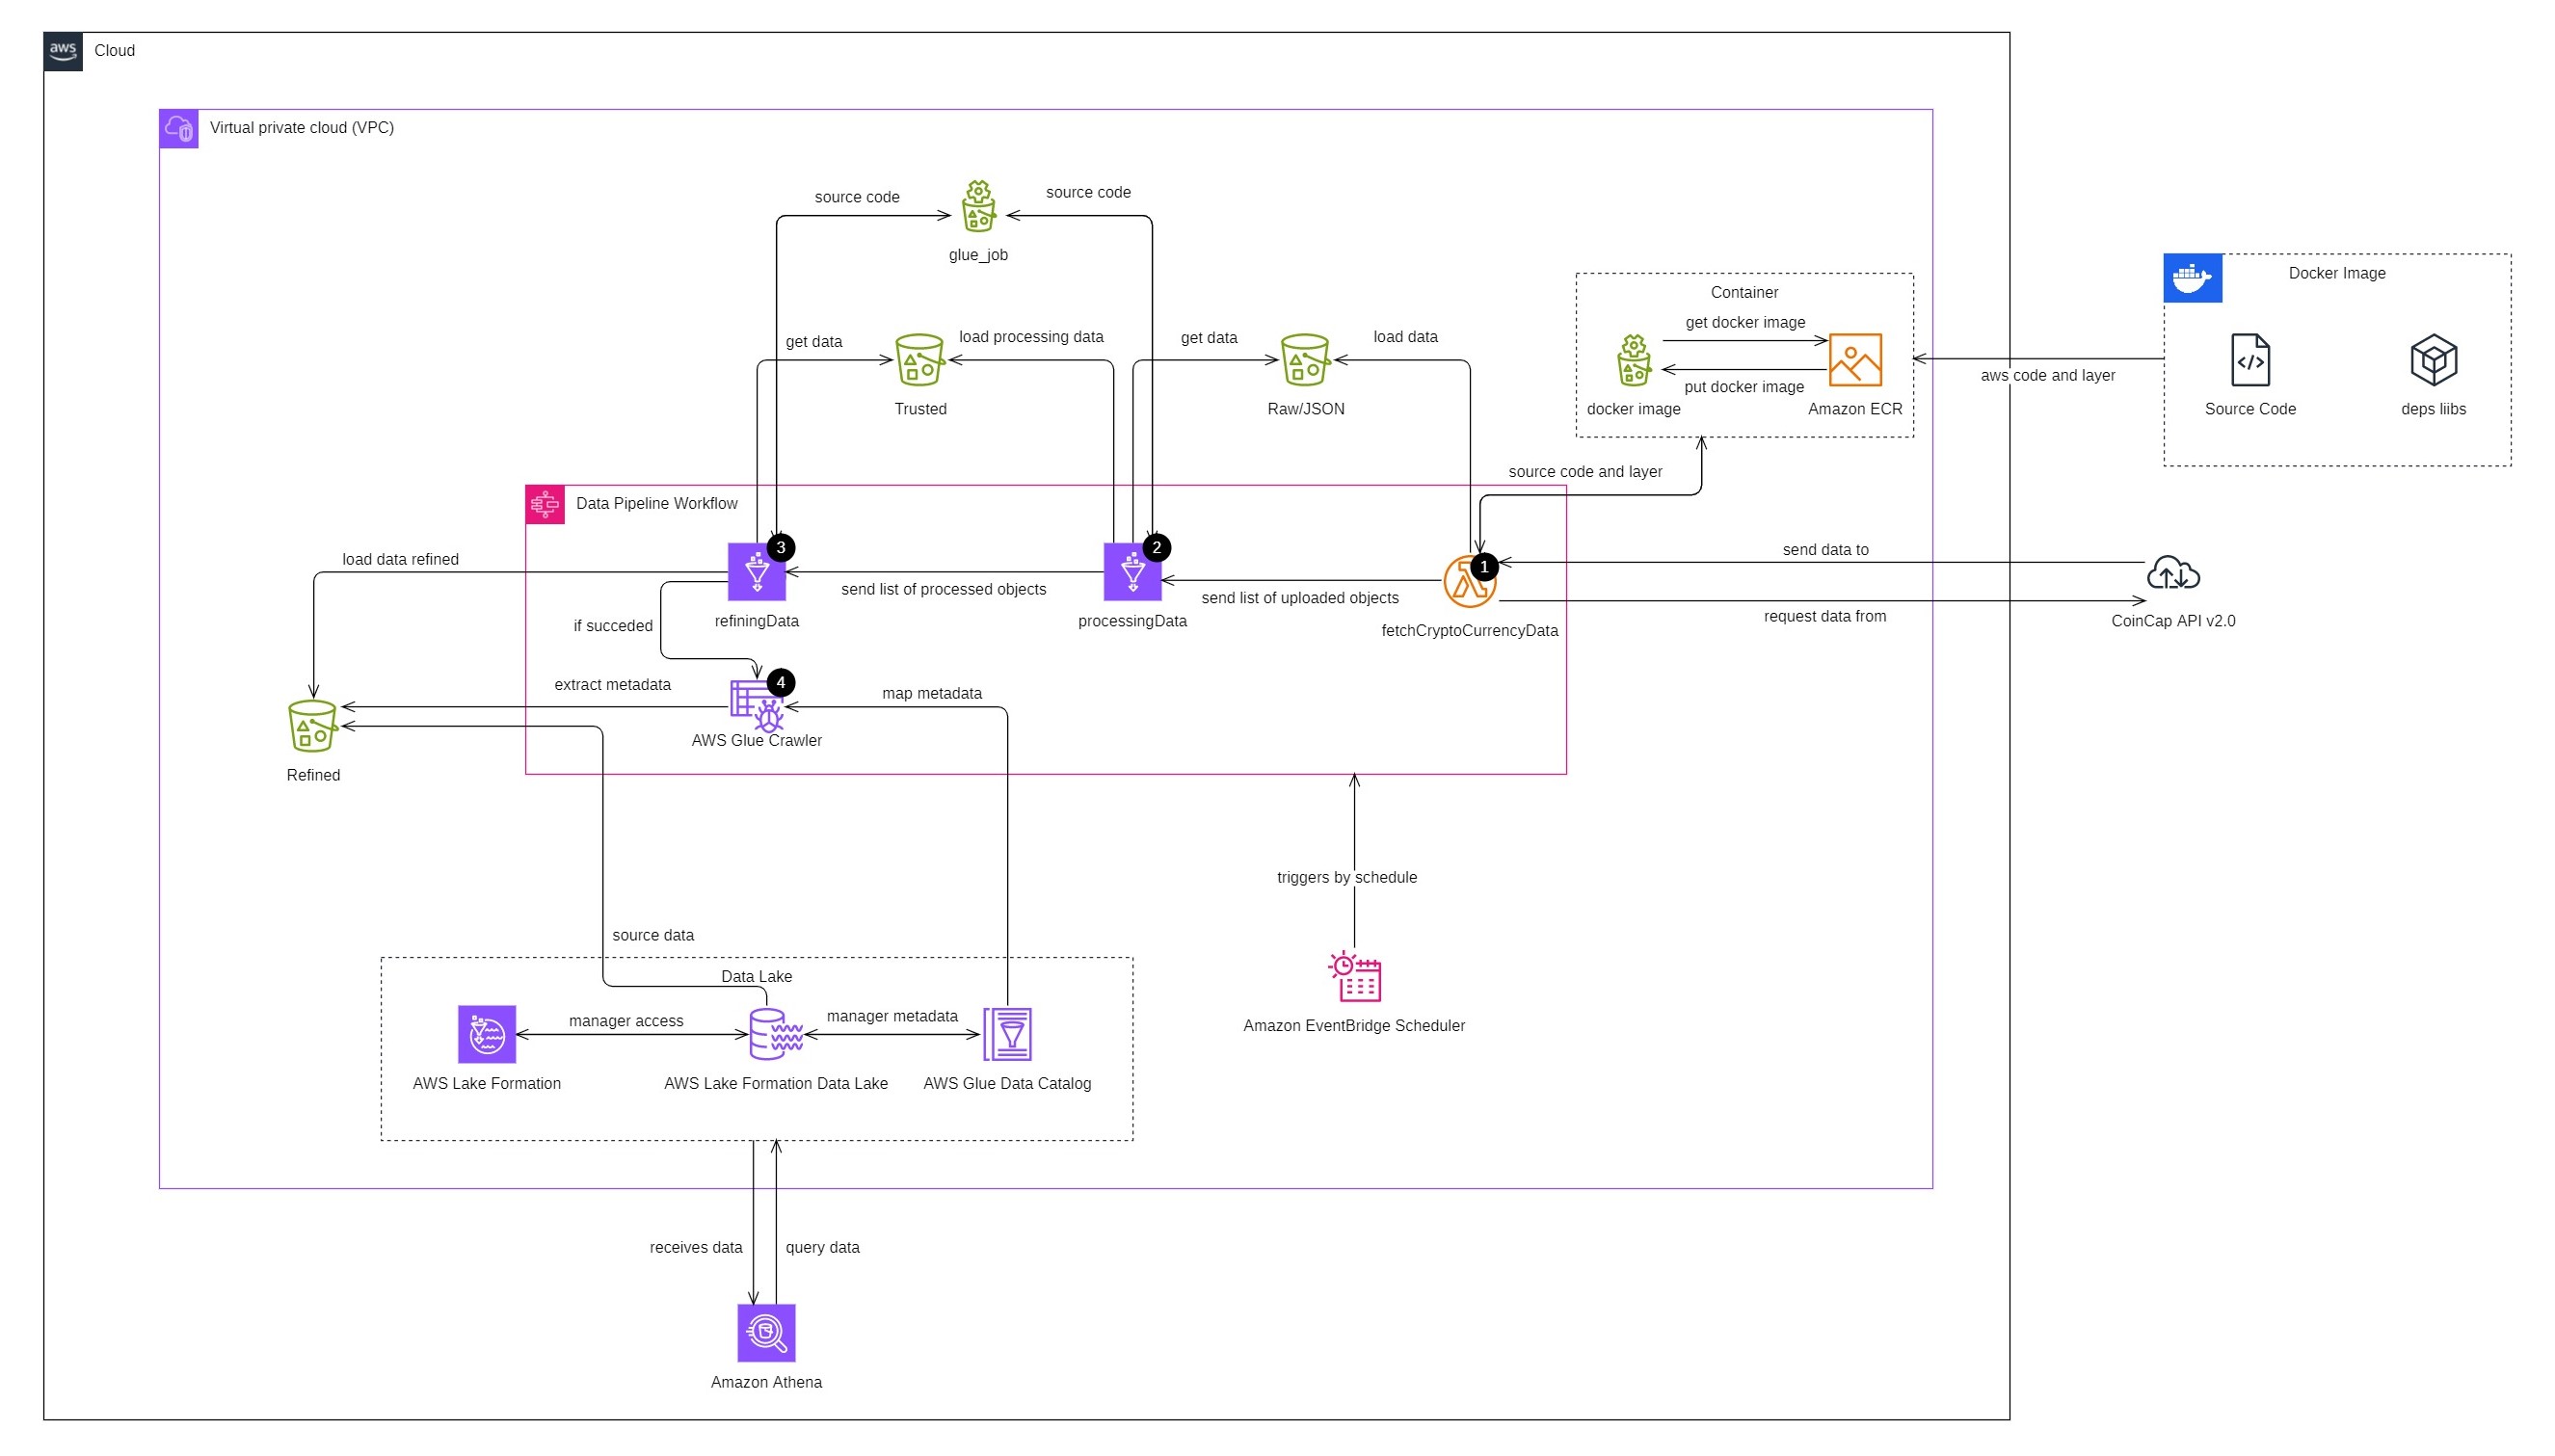 aws
Cloud
Virtual private cloud (VPC)
source code
source code
glue_job
Docker Image
Container
get docker image
get data
load processing data
get data
load data
put docker image
aws code and layer
Trusted
Raw/JSON
docker image
Amazon ECR
Source Code
deps liibs
source code and layer
Data Pipeline Workflow
3
2
1
load data refined
send data to
send list of processed objects
send list of uploaded objects
request data from
refiningData
processingData
fetchCryptoCurrencyData
CoinCap API v2.0
if succeded
4
extract metadata
map metadata
AWS Glue Crawler
Refined
triggers by schedule
source data
Data Lake
manager access
manager metadata
Amazon EventBridge Scheduler
AWS Lake Formation
AWS Lake Formation Data Lake
AWS Glue Data Catalog
receives data
query data
Amazon Athena